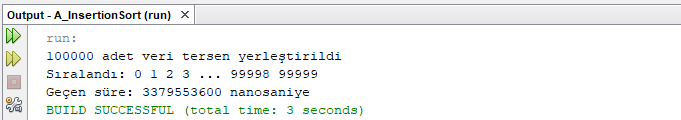 Output - A_InsertionSort (run)
run:
100000 adet veri tersen yerleştirildi
Sıralandı: 0 1 2 3 ... 99998 99999
Geçen süre: 3379553600 nanosaniye
BUILD SUCCESSFUL (total time: 3 seconds)